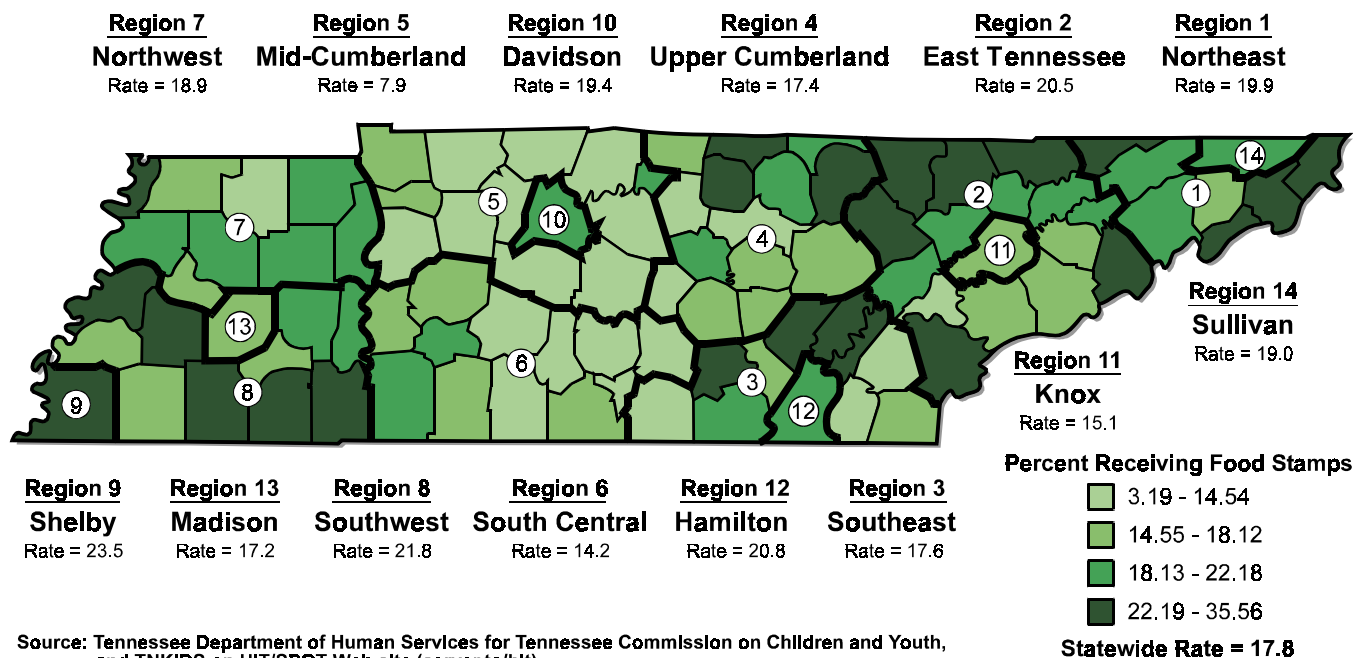 Region 7
Northwest
Rate = 18.9
Region 5
Mid-Cumberland
Rate = 7.9
Region 10
Davidson
Rate = 19.4
Region 4
Upper Cumberland
Rate = 17.4
Region 2
East Tennessee
Rate = 20.5
Region 1
Northeast
Rate = 19.9
14
2
1
5
10
7
4
11
13
6
3
8
9
12
Region 14
Sullivan
Rate = 19.0
Region 11
Knox
Rate = 15.1
Region 9
Shelby
Rate = 23.5
Region 13
Madison
Rate = 17.2
Region 8
Southwest
Rate = 21.8
Region 6
South Central
Rate = 14.2
Region 12
Hamilton
Rate = 20.8
Region 3
Southeast
Rate = 17.6
Percent Receiving Food Stamps
3.19 - 14.54
14.55 - 18.12
18.13 - 22.18
22.19 - 35.56
Statewide Rate = 17.8
Source: Tennessee Department of Human Services for Tennessee Commission on Children and Youth,